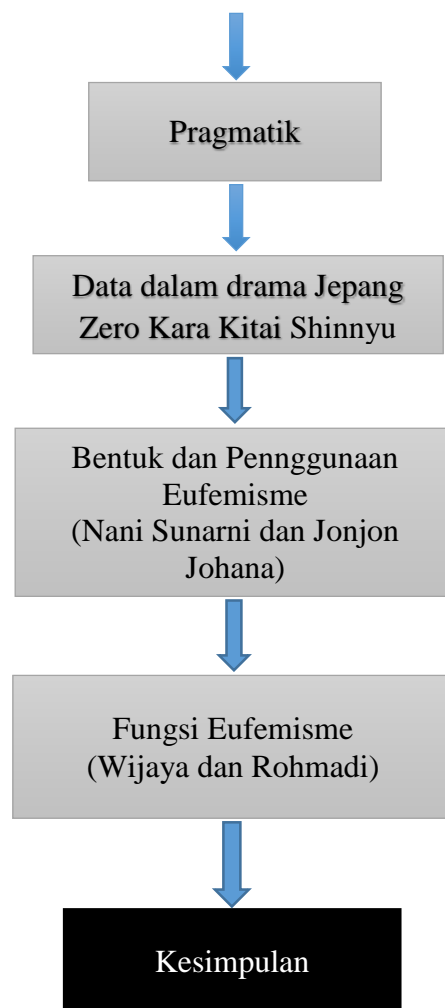 Pragmatik
Data dalam drama Jepang
Zero Kara Kitai Shinnyu
Bentuk dan Pennggunaan
Eufemisme
(Nani Sunarni dan Jonjon
Johana)
Fungsi Eufemisme
(Wijaya dan Rohmadi)
Kesimpulan